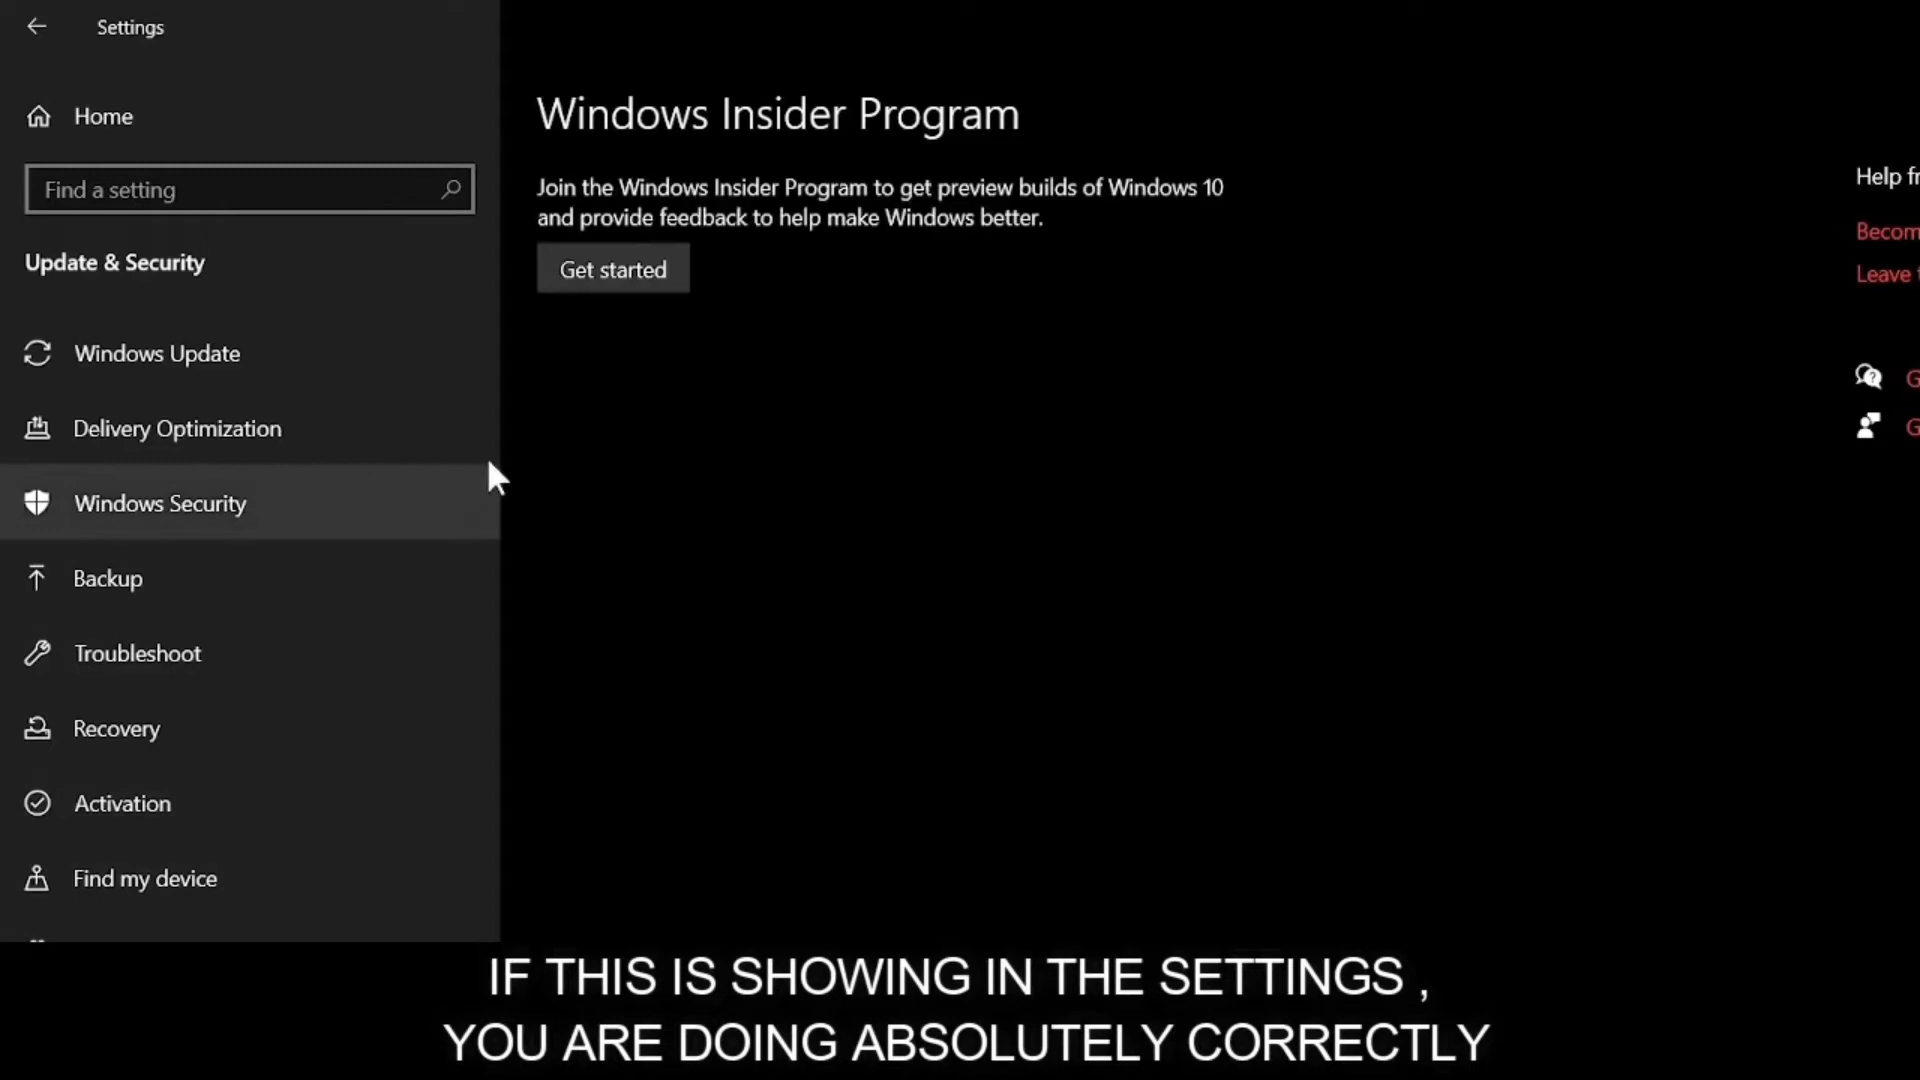 Settings
Home
Find a setting
Update & Security
Windows Update
Delivery Optimization
Windows Security
Backup
Troubleshoot
Recovery
Activation
Find my device
Windows Insider Program
Join the Windows Insider Program to get preview builds of Windows 10
and provide feedback to help make Windows better.
Get started
Help
Leave
IF THIS IS SHOWING IN THE SETTINGS ,
YOU ARE DOING ABSOLUTELY CORRECTLY